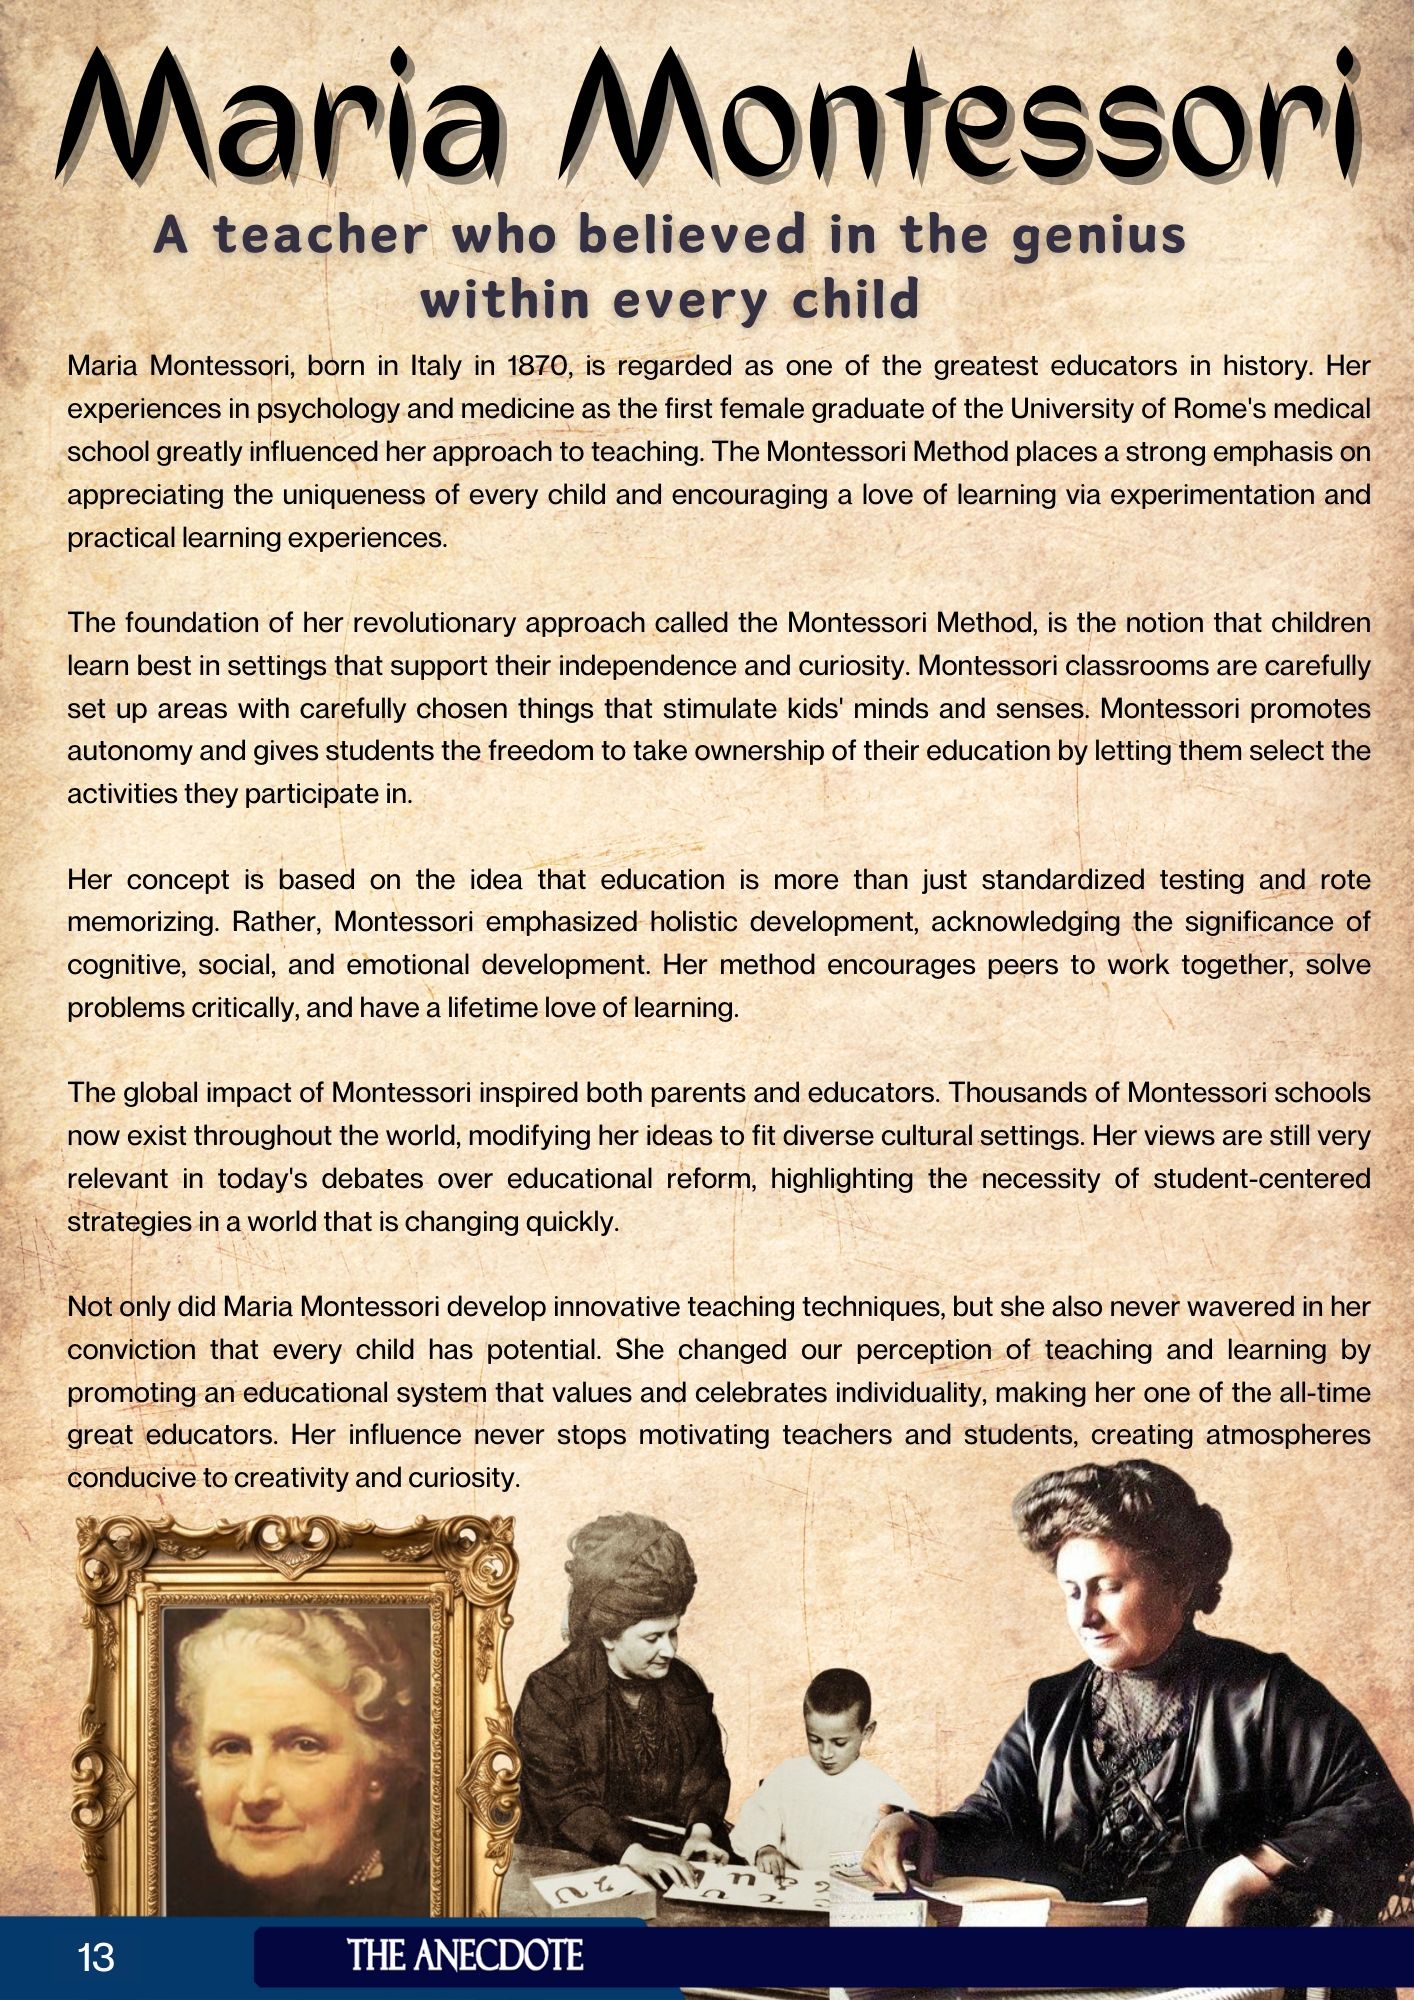 Maria Montessori
A teacher who believed in the genius
within every child
Maria Montessori, born in Italy in 1870, is regarded as one of the greatest educators in history. Her
experiences in psychology and medicine as the first female graduate of the University of Rome's medical
school greatly influenced her approach to teaching. The Montessori Method places a strong emphasis on
appreciating the uniqueness of every child and encouraging a love of learning via experimentation and
practical learning experiences.
The foundation of her revolutionary approach called the Montessori Method, is the notion that children
learn best in settings that support their independence and curiosity. Montessori classrooms are carefully
set up areas with carefully chosen things that stimulate kids' minds and senses. Montessori promotes
autonomy and gives students the freedom to take ownership of their education by letting them select the
activities they participate in.
Her concept is based on the idea that education is more than just standardized testing and rote
memorizing. Rather, Montessori emphasized holistic development, acknowledging the significance of
cognitive, social, and emotional development. Her method encourages peers to work together, solve
problems critically, and have a lifetime love of learning.
The global impact of Montessori inspired both parents and educators. Thousands of Montessori schools
now exist throughout the world, modifying her ideas to fit diverse cultural settings. Her views are still very
relevant in today's debates over educational reform, highlighting the necessity of student-centered
strategies in a world that is changing quickly.
Not only did Maria Montessori develop innovative teaching techniques, but she also never wavered in her
conviction that every child has potential. She changed our perception of teaching and learning by
promoting an educational system that values and celebrates individuality, making her one of the all-time
great educators. Her influence never stops motivating teachers and students, creating atmospheres
conducive to creativity and curiosity.
13
THE ANECDOTE